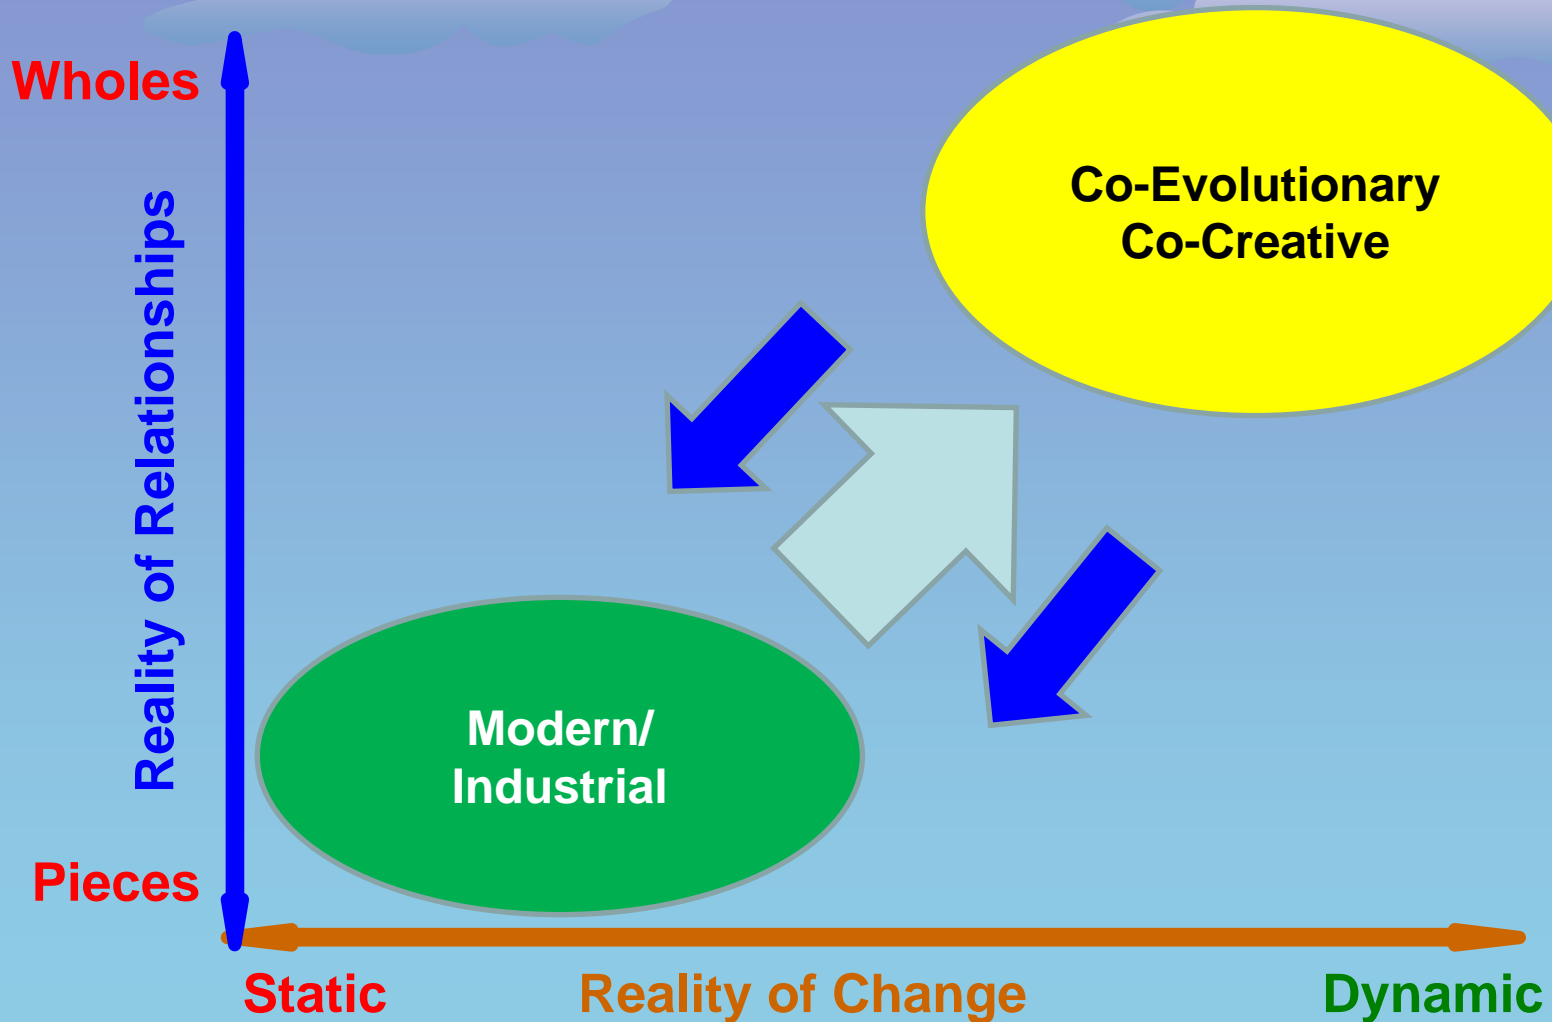 Wholes
Co-Evolutionary
Co-Creative
Reality of Relationships
Modern/
Industrial
Pieces
Static
Reality of Change
Dynamic